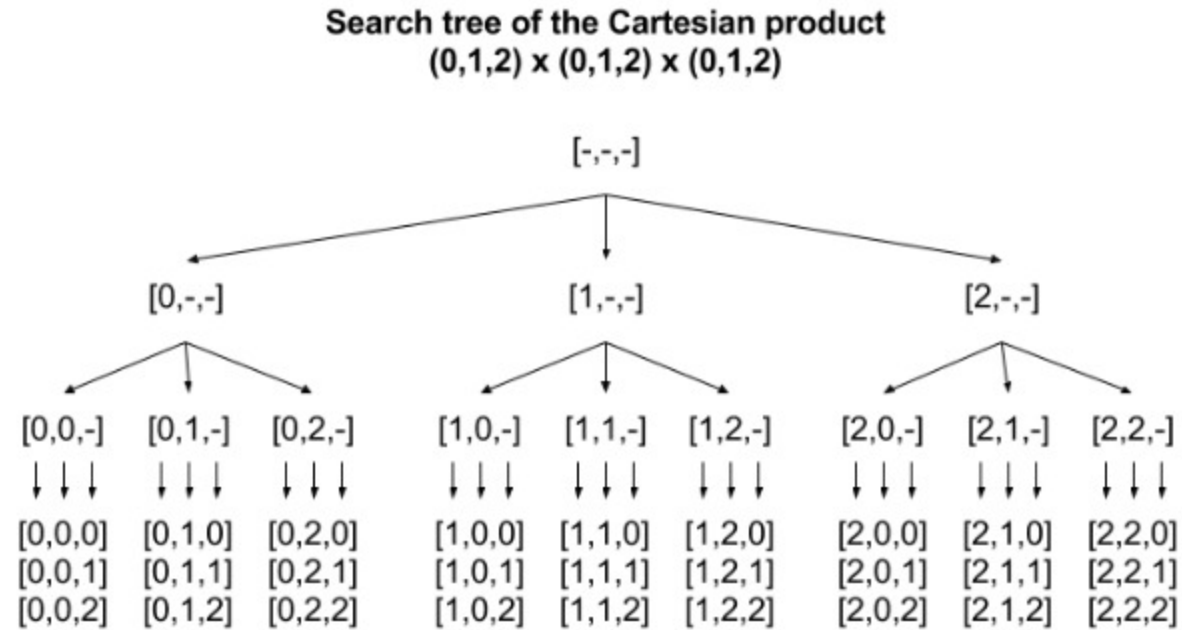 Search tree of the Cartesian product
(0,1,2) x (0,1,2) x (0,1,2)
[-,-,-]
[0,-,-] [1,-,-] [2,-,-]
[0,0,-] [0,1,-] [0,2,-] [1,0,-] [1,1,-] [1,2,-] [2,0,-] [2,1,-] [2,2,-]
[0,0,0] [0,1,0] [0,2,0] [1,0,0] [1,1,0] [1,2,0] [2,0,0] [2,1,0] [2,2,0]
[0,0,1] [0,1,1] [0,2,1] [1,0,1] [1,1,1] [1,2,1] [2,0,1] [2,1,1] [2,2,1]
[0,0,2] [0,1,2] [0,2,2] [1,0,2] [1,1,2] [1,2,2] [2,0,2] [2,1,2] [2,2,2]